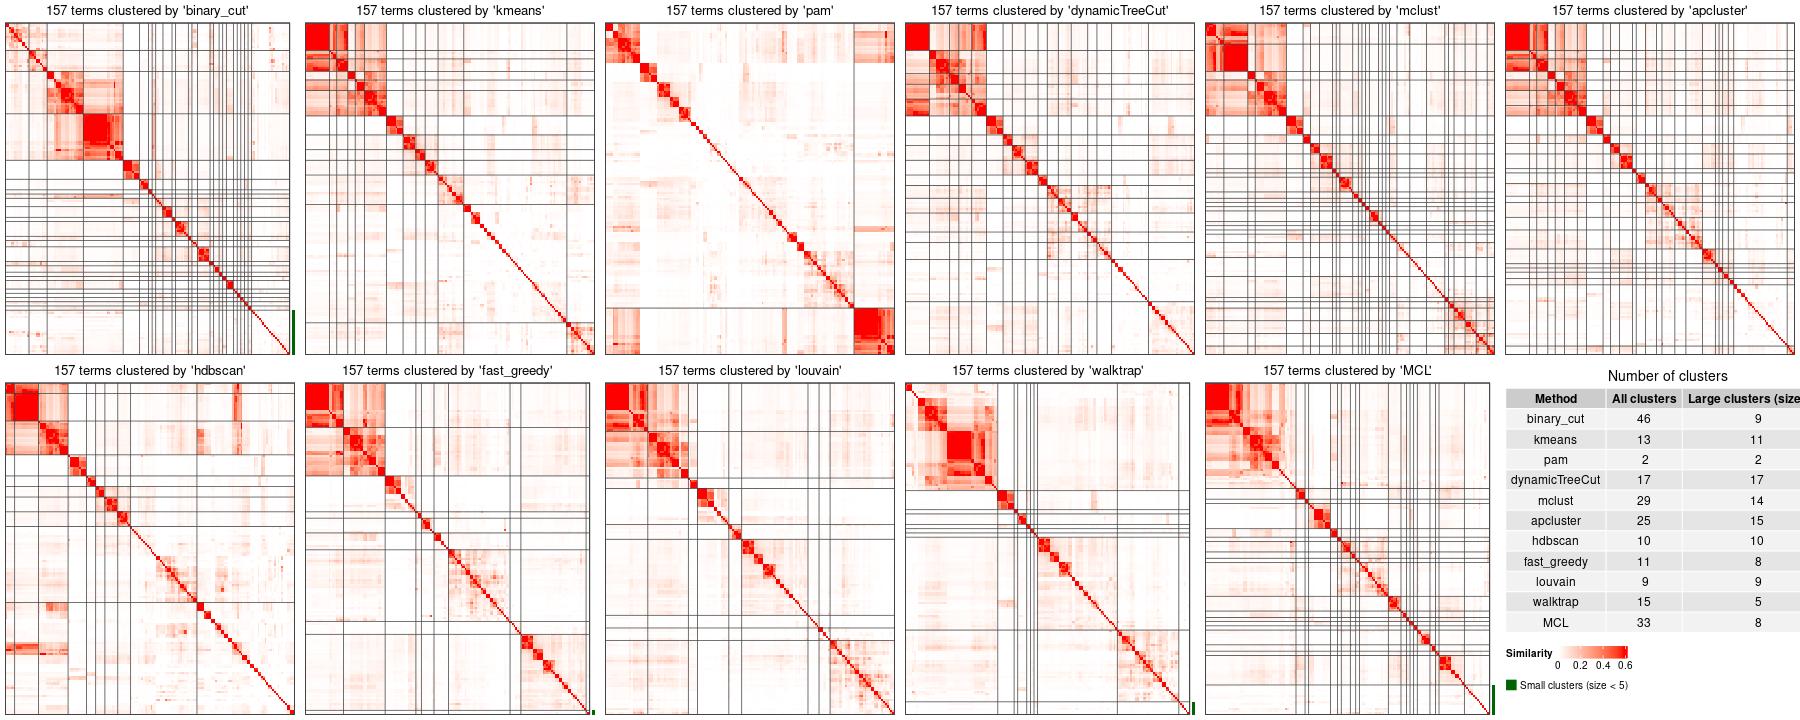 157 terms clustered by 'binary_cut'
157 terms clustered by 'kmeans'
157 terms clustered by 'pam'
157 terms clustered by 'dynamicTreeCut'
157 terms clustered by 'mclust'
157 terms clustered by 'apcluster'
157 terms clustered by 'hdbscan'
157 terms clustered by 'fast_greedy'
157 terms clustered by 'louvain'
157 terms clustered by 'walktrap'
157 terms clustered by 'MCL'
Number of clusters
Method All clusters Large clusters (size
binary_cut 46 9
kmeans 13 11
pam 2 2
dynamicTreeCut 17 17
mclust 29 14
apcluster 25 15
hdbscan 10 10
fast_greedy 11 8
louvain 9 9
walktrap 15 5
MCL 33 8
Similarity
0 0.2 0.4 0.6
Small clusters (size < 5)